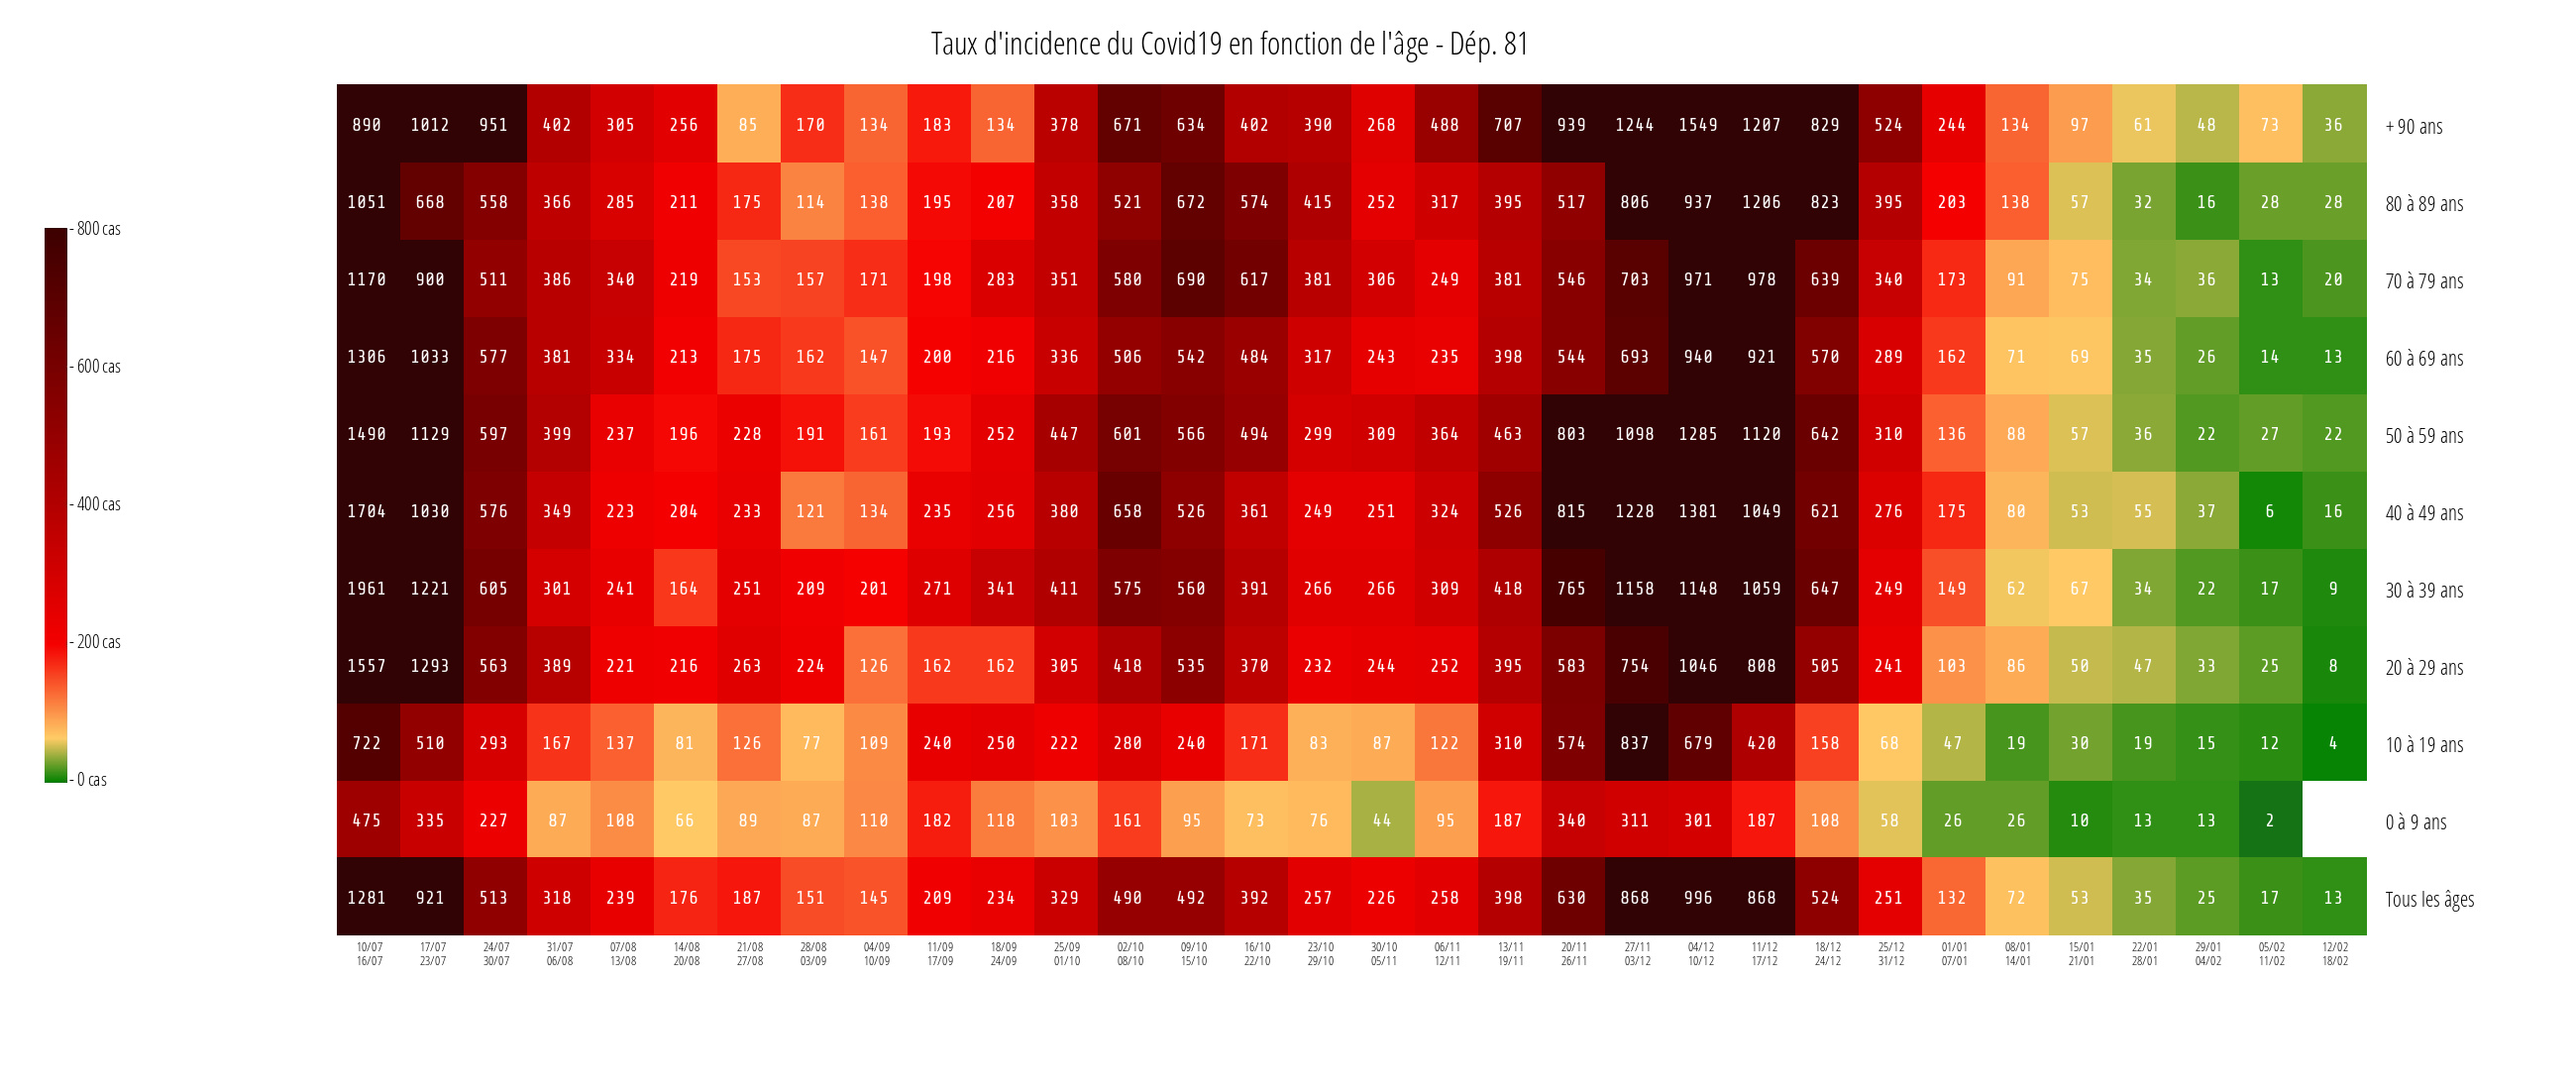 Taux d'incidence du Covid19 en fonction de l'âge - Dép. 81
890 1012 951 402 305 256 85 170 134 183 134 378 671 634 402 390 268 488 707 939 1244 1549 1207 829 524 244 134 97 61 48 73 36 + 90 ans
1051 668 558 366 285 211 175 114 138 195 207 358 521 672 574 415 252 317 395 517 806 937 1206 823 395 203 138 57 32 16 28 28 80 à 89 ans
- 800 cas
1170 900 511 386 340 219 153 157 171 198 283 351 580 690 617 381 306 249 381 546 703 971 978 639 340 173 91 75 34 36 13 20 70 à 79 ans
1306 1033 577 381 334 213 175 162 147 200 216 336 506 542 484 317 243 235 398 544 693 940 921 570 289 162 71 69 35 26 14 13 60 à 69 ans
- 600 cas
1490 1129 597 399 237 196 228 191 161 193 252 447 601 566 494 299 309 364 463 803 1098 1285 1120 642 310 136 88 57 36 22 27 22 50 à 59 ans
- 400 cas
1704 1030 576 349 223 204 233 121 134 235 256 380 658 526 361 249 251 324 526 815 1228 1381 1049 621 276 175 80 53 55 37 6 16 40 à 49 ans
1961 1221 605 301 241 164 251 209 201 271 341 411 575 560 391 266 266 309 418 765 1158 1148 1059 647 249 149 62 67 34 22 17 9 30 à 39 ans
- 200 cas
1557 1293 563 389 221 216 263 224 126 162 162 305 418 535 370 232 244 252 395 583 754 1046 808 505 241 103 86 50 47 33 25 8 20 à 29 ans
722 510 293 167 137 81 126 77 109 240 250 222 280 240 171 83 87 122 310 574 837 679 420 158 68 47 19 30 19 15 12 4 10 à 19 ans
- 0 cas
475 335 227 87 108 66 89 87 110 182 118 103 161 95 73 76 44 95 187 340 311 301 187 108 58 26 26 10 13 13 2 0 à 9 ans
1281 921 513 318 239 176 187 151 145 209 234 329 490 492 392 257 226 258 398 630 868 996 868 524 251 132 72 53 35 25 17 13 Tous les âges
10/07 17/07 24/07 31/07 07/08 14/08 21/08 28/08 04/09 11/09 18/09 25/09 02/10 09/10 16/10 23/10 30/10 06/11 13/11 20/11 27/11 04/12 11/12 18/12 25/12 01/01 08/01 15/01 22/01 29/01 05/02 12/02
16/07 23/07 30/07 06/08 13/08 20/08 27/08 03/09 10/09 17/09 24/09 01/10 08/10 15/10 22/10 29/10 05/11 12/11 19/11 26/11 03/12 10/12 17/12 24/12 31/12 07/01 14/01 21/01 28/01 04/02 11/02 18/02